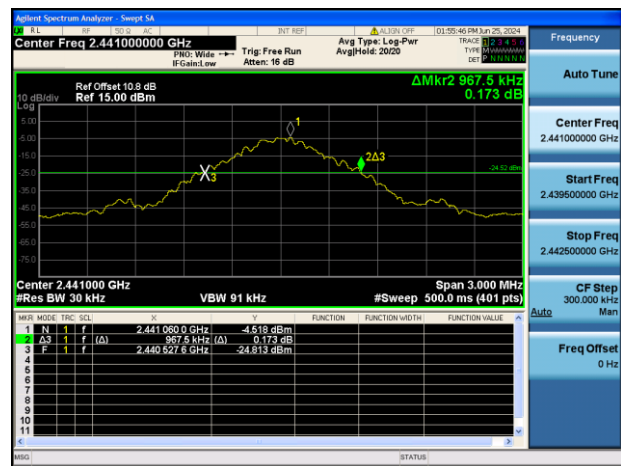 Agilent Spectrum Analyzer - Swept SA
RL RF 50 Ω AC INT REF ALIGN OFF 01:55:46 PM Jun 25, 2024
Center Freq 2.441000000 GHz
PNO: Wide
IFGain:Low
Trig: Free Run
Atten: 16 dB
Avg Type: Log-Pwr
Avg|Hold: 20/20
TRACE 1 2 3 4 5 6
TYPE M
DET P N N N N N
Ref Offset 10.8 dB
Ref 15.00 dBm
10 dB/div
Log
ΔMkr2 967.5 kHz
0.173 dB
5.00
-5.00
-15.0
-25.0
-35.0
-45.0
-55.0
-65.0
-75.0
1
2Δ3
3
-24.52 dBm
Center 2.441000 GHz
#Res BW 30 kHz
VBW 91 kHz
Span 3.000 MHz
#Sweep 500.0 ms (401 pts)
MKR MODE TRC SCL X Y FUNCTION FUNCTION WIDTH FUNCTION VALUE
1 N 1 f 2.441 060 0 GHz -4.518 dBm
2 Δ3 1 f (Δ) 967.5 kHz (Δ) 0.173 dB
3 F 1 f 2.440 527 6 GHz -24.813 dBm
4
5
6
7
8
9
10
11
MSG
STATUS
Frequency
Auto Tune
Center Freq
2.441000000 GHz
Start Freq
2.439500000 GHz
Stop Freq
2.442500000 GHz
CF Step
300.000 kHz
Auto Man
Freq Offset
0 Hz